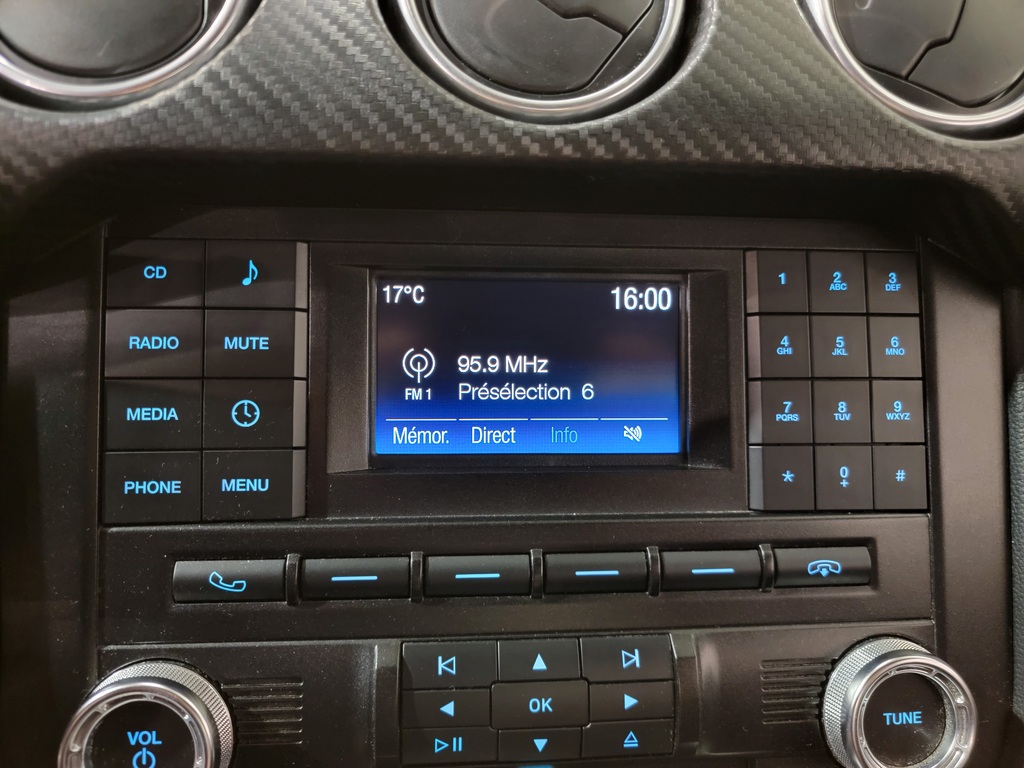 CD
RADIO MUTE
MEDIA
PHONE MENU
17°C 16:00
95.9 MHz
FM 1 Présélection 6
Mémor. Direct Info
1 2 ABC 3 DEF
4 GHI 5 JKL 6 MNO
7 PQRS 8 TUV 9 WXYZ
* 0 + #
OK
VOL
TUNE